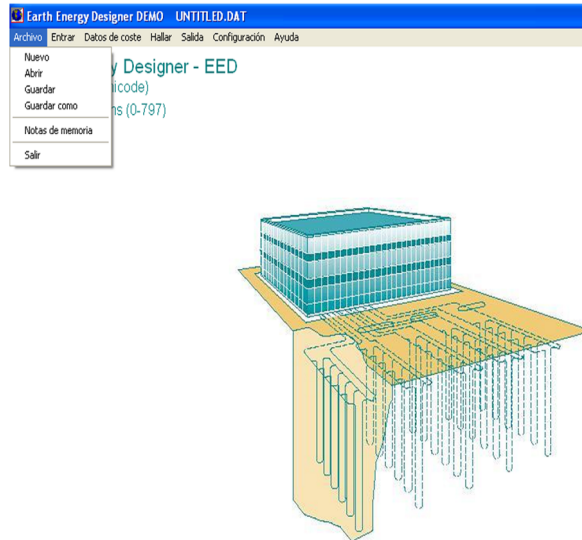 Earth Energy Designer DEMO UNTITLED.DAT
Archivo Entrar Datos de coste Hallar Salida Configuración Ayuda
Nuevo
Abrir
Guardar
Guardar como
Notas de memoria
Salir
y Designer - EED
icode)
ns (0-797)